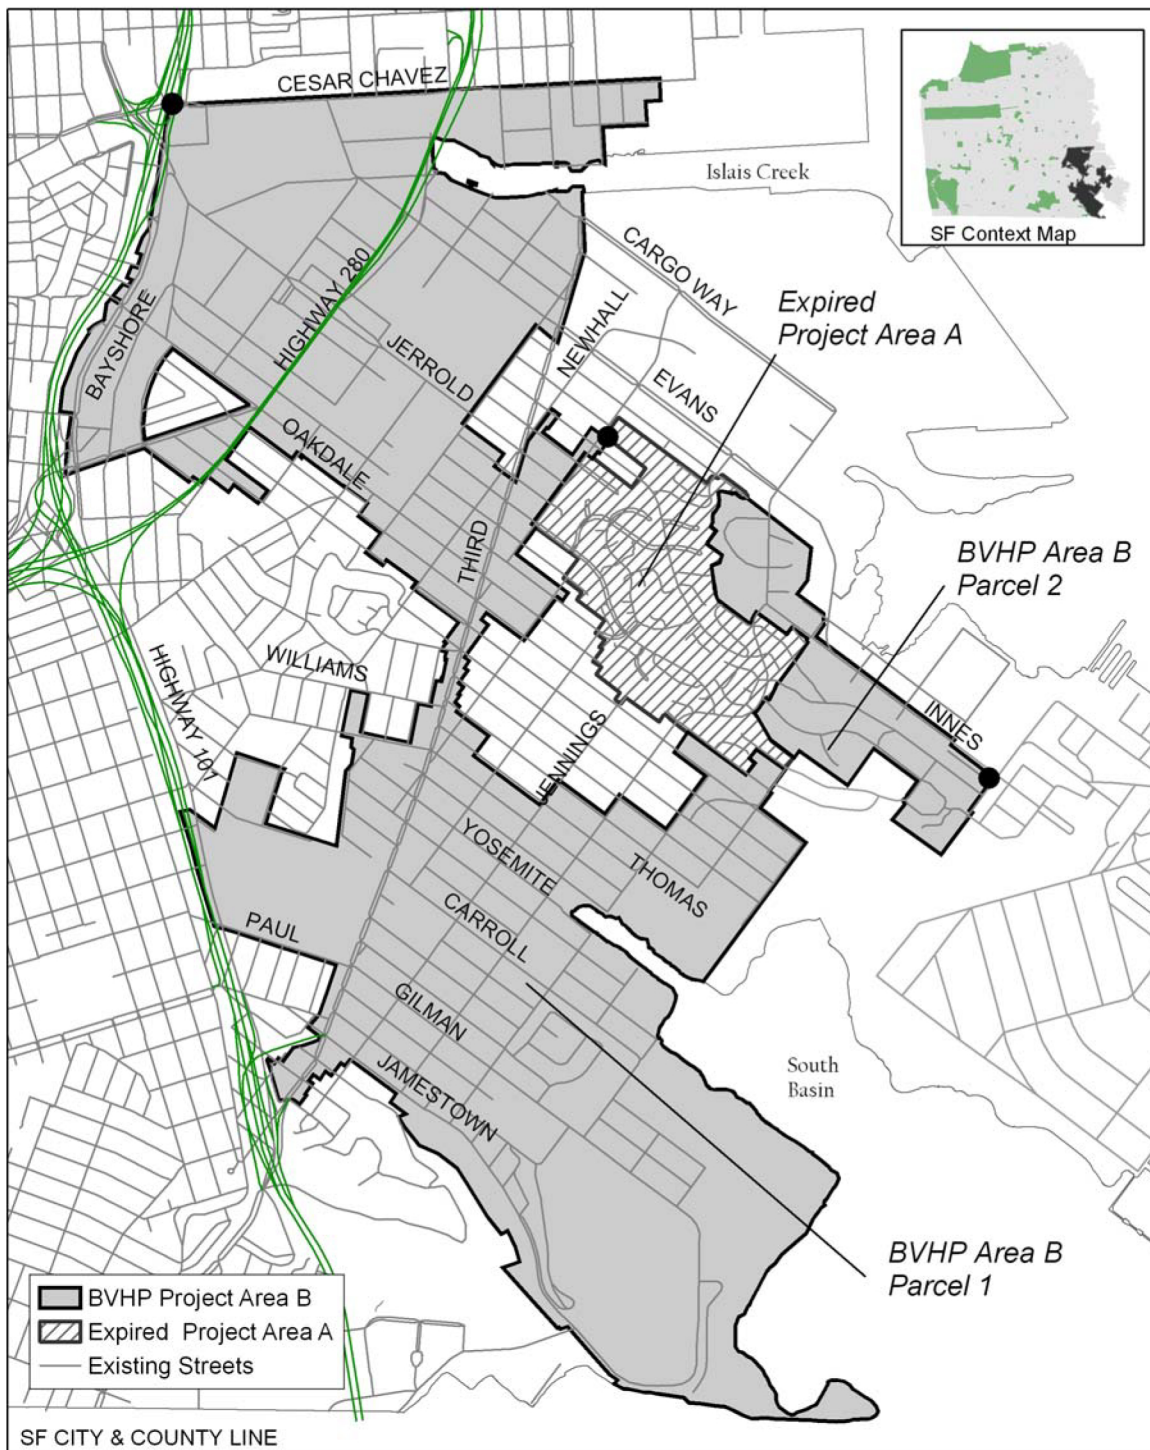 CESAR CHAVEZ
Islais Creek
SF Context Map
CARGO WAY
Expired
Project Area A
NEWHALL
EVANS
HIGHWAY 280
BAYSHORE
JERROLD
OAKDALE
THIRD
BVHP Area B
Parcel 2
WILLIAMS
HIGHWAY 101
JENNINGS
INNES
YOSEMITE
THOMAS
CARROLL
PAUL
GILMAN
JAMESTOWN
South
Basin
BVHP Area B
Parcel 1
BVHP Project Area B
Expired Project Area A
Existing Streets
SF CITY & COUNTY LINE